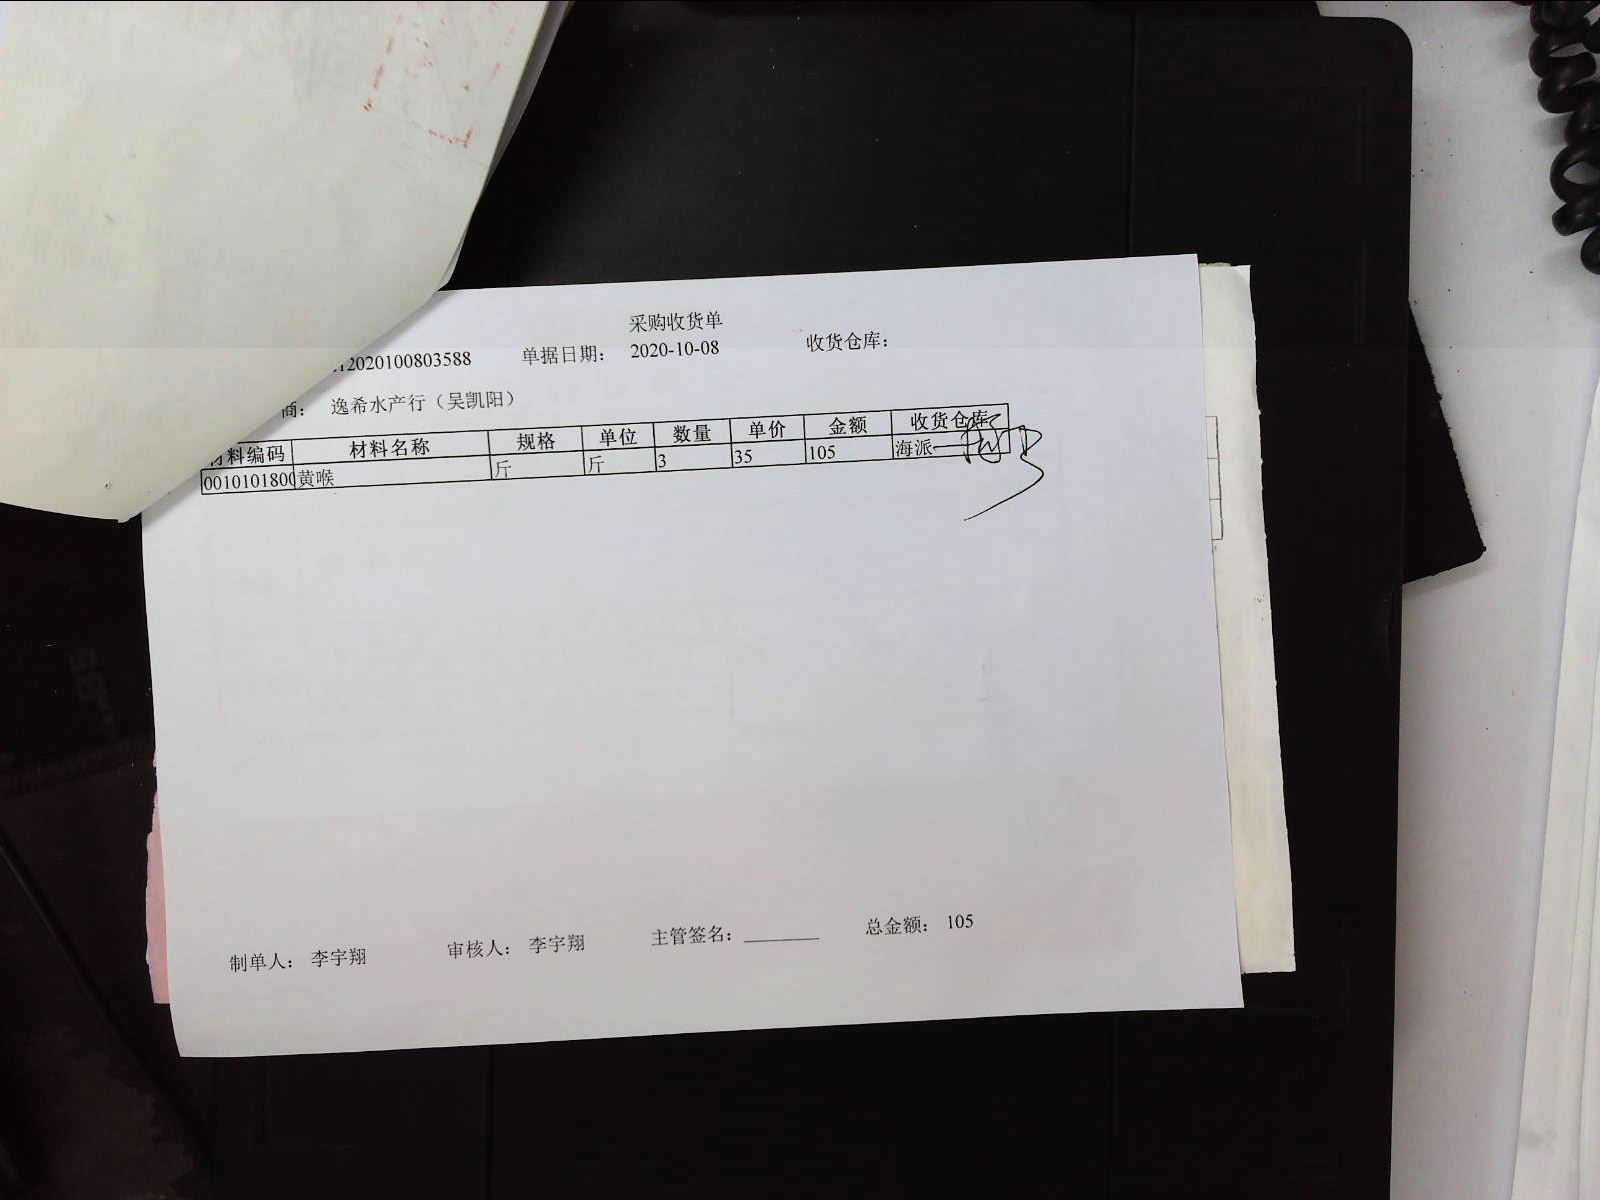 采购收货单
2020100803588 单据日期: 2020-10-08 收货仓库:
商: 逸希水产行（吴凯阳）
材料编码 材料名称 规格 单位 数量 单价 金额 收货仓库
0010101800 黄喉 斤 斤 3 35 105 海派
制单人: 李宇翔 审核人: 李宇翔 主管签名: 总金额: 105